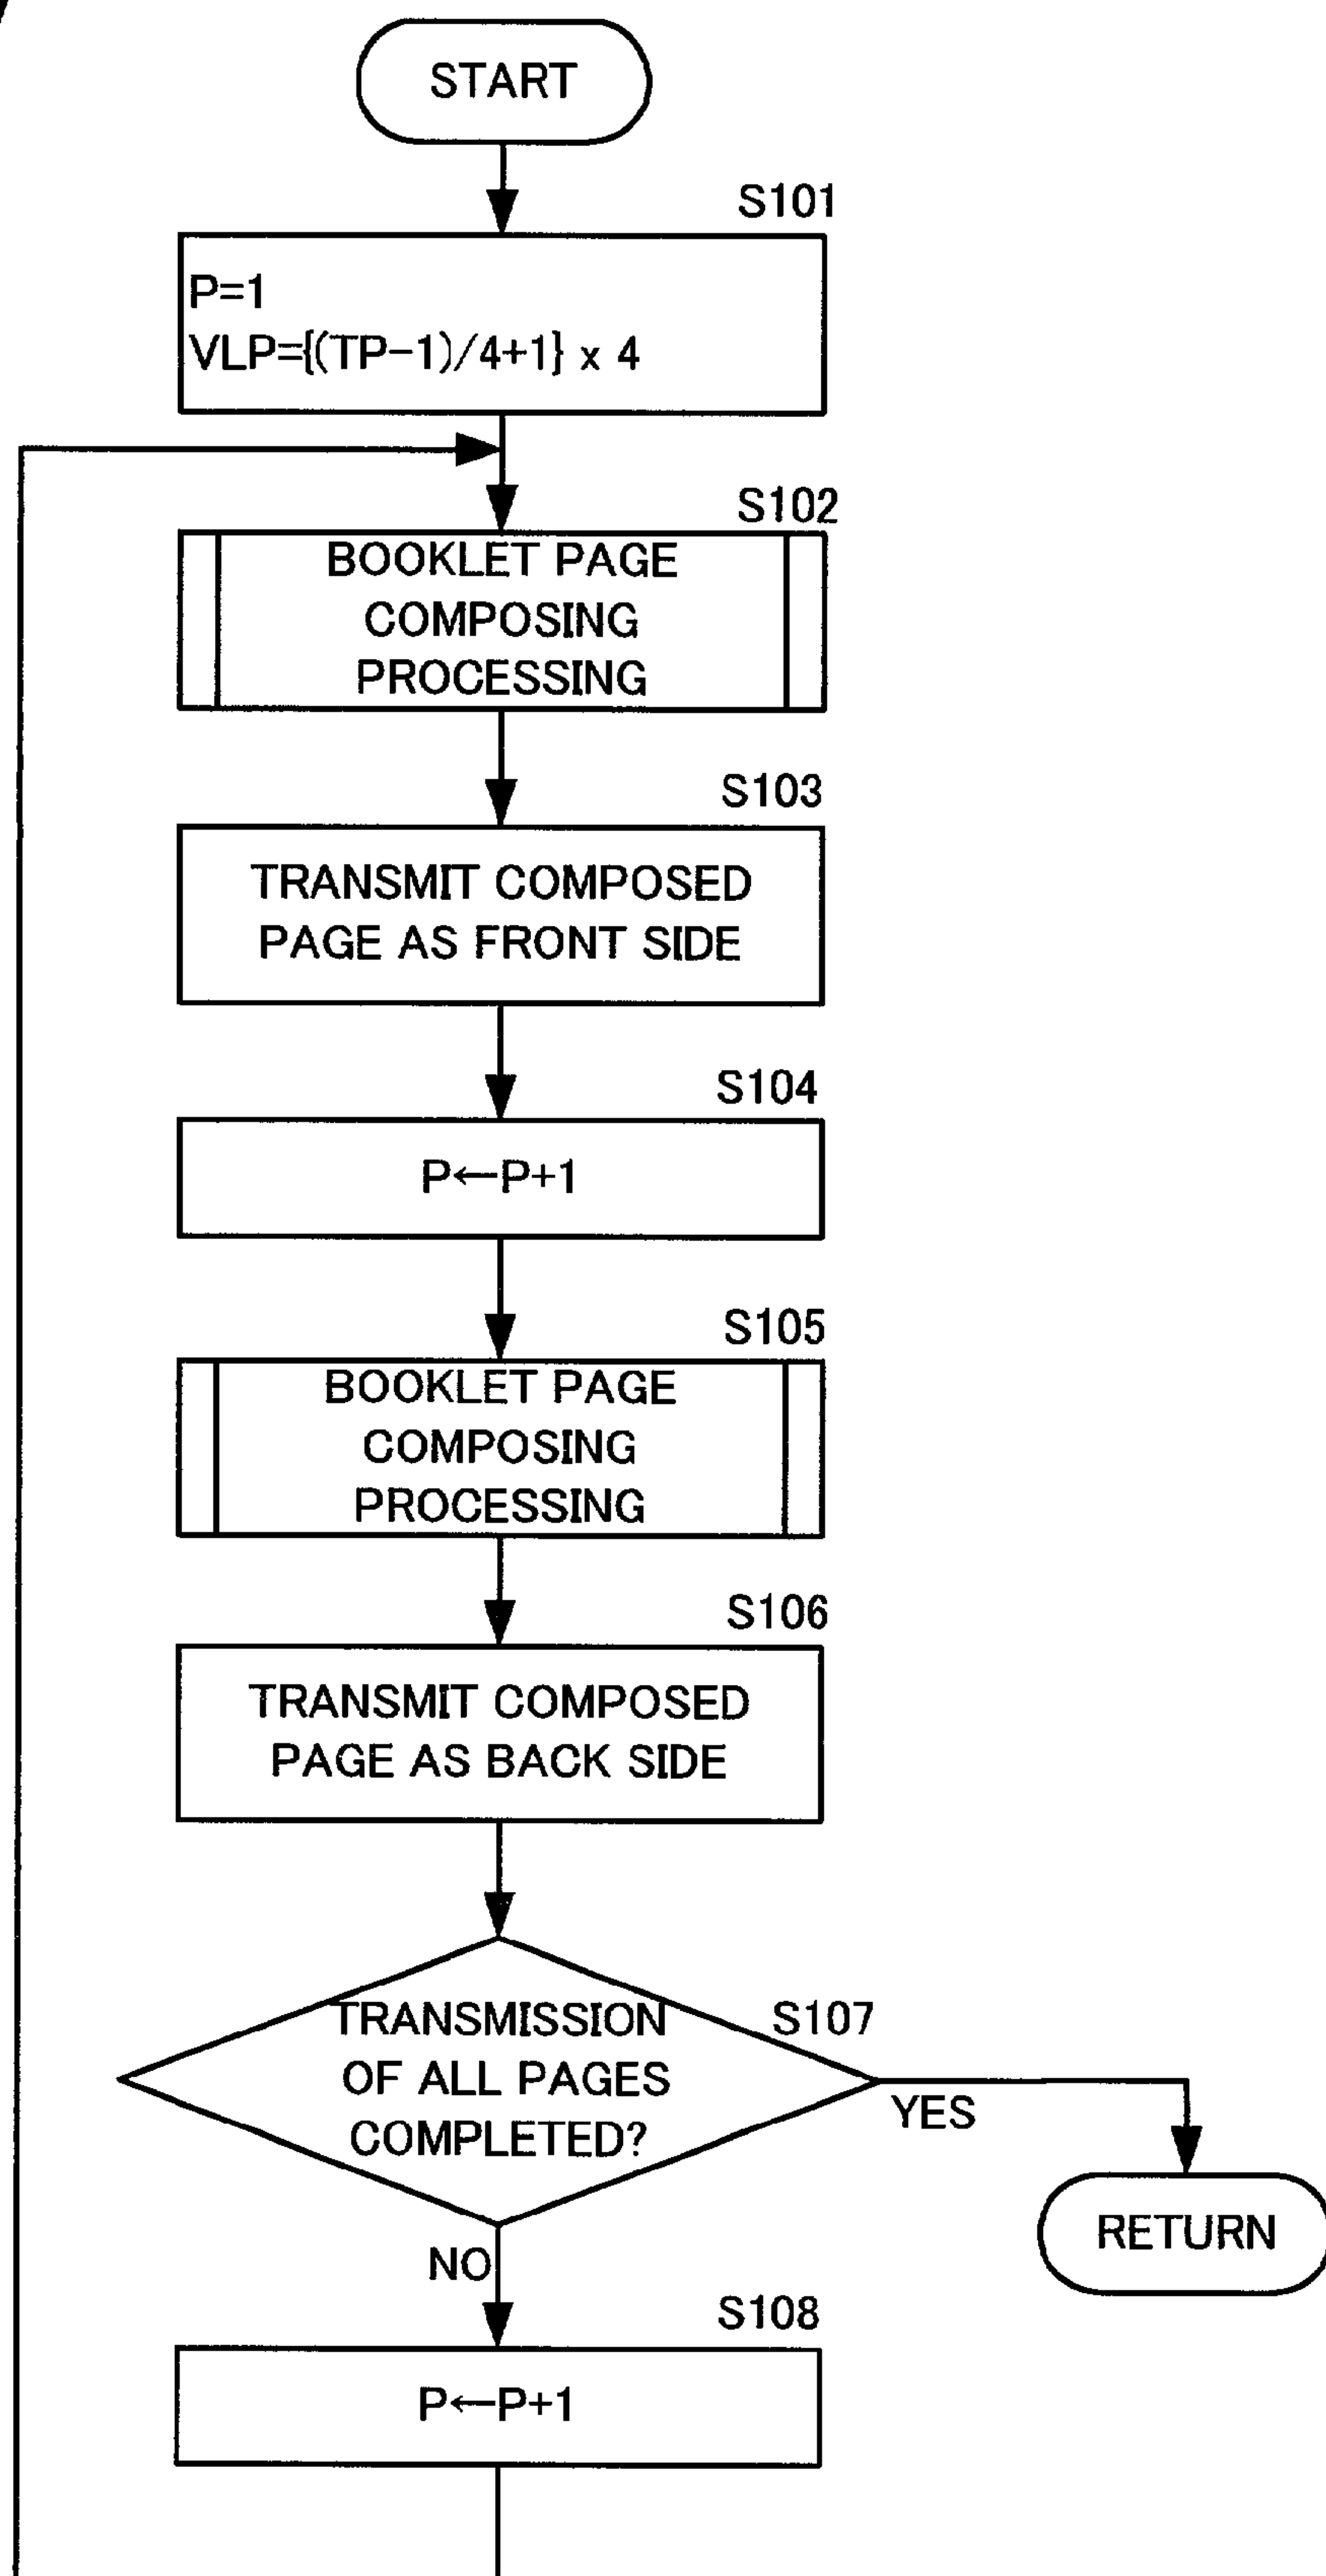 START
S101
P=1
VLP={(TP-1)/4+1} x 4
S102
BOOKLET PAGE
COMPOSING
PROCESSING
S103
TRANSMIT COMPOSED
PAGE AS FRONT SIDE
S104
P←P+1
S105
BOOKLET PAGE
COMPOSING
PROCESSING
S106
TRANSMIT COMPOSED
PAGE AS BACK SIDE
S107
TRANSMISSION
OF ALL PAGES
COMPLETED?
YES
RETURN
NO
S108
P←P+1